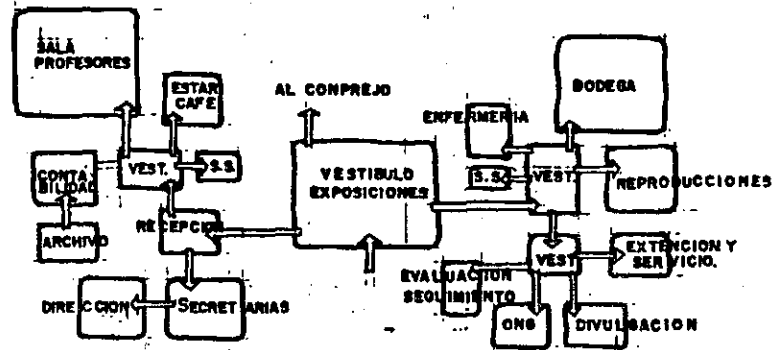 SALA
PROFESORES
ESTAR
CAFE
AL CONPREJO
ENFERMERIA
BODEGA
CONTA
BILIDAD
VEST.
S.S.
VESTIBULO
EXPOSICIONES
S.S.
VEST.
REPRODUCCIONES
ARCHIVO
RECEPCION
EXTENCION Y
SERVICIO.
VEST
EVALUACION
SEGUIMIENTO
DIRECCION
SECRETARIAS
ONG
DIVULGACION